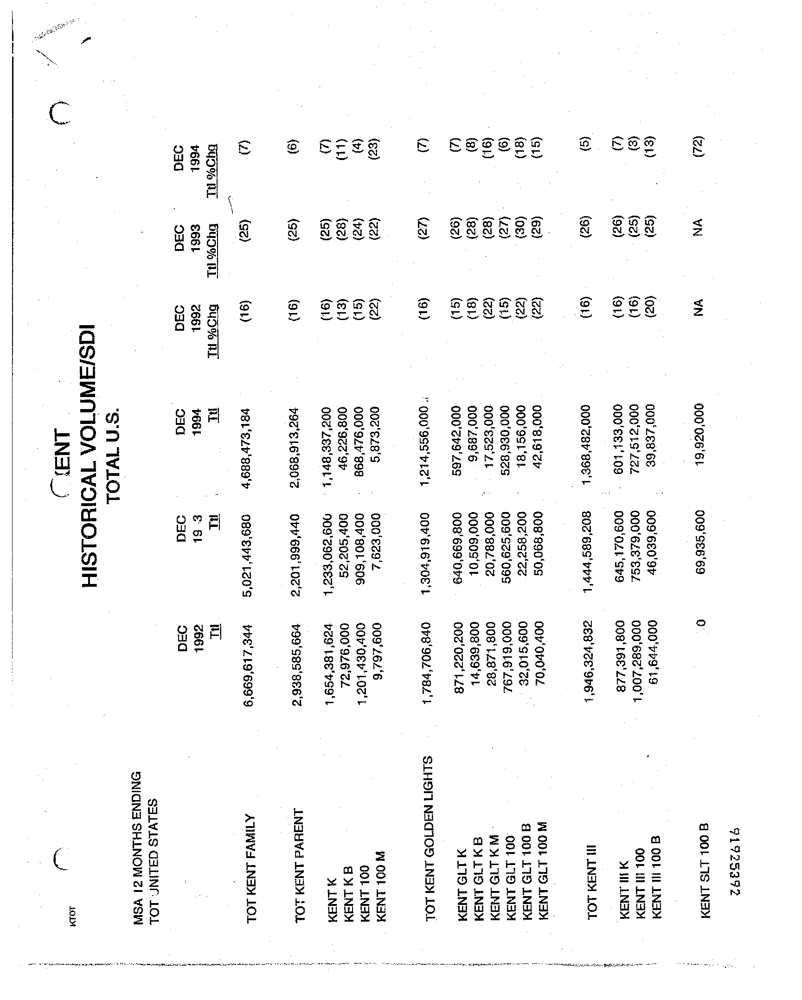 KTOT
KENT
HISTORICAL VOLUME/SDI
TOTAL U.S.
MSA 12 MONTHS ENDING
TOT UNITED STATES
DEC 1992 Ttl DEC 19 3 Ttl DEC 1994 Ttl DEC 1992 Ttl %Chg DEC 1993 Ttl %Chg DEC 1994 Ttl %Chg
TOT KENT FAMILY 6,669,617,344 5,021,443,680 4,688,473,184 (16) (25) (7)
TOT KENT PARENT 2,938,585,664 2,201,999,440 2,068,913,264 (16) (25) (6)
KENT K 1,654,381,624 1,233,062,600 1,148,337,200 (16) (25) (7)
KENT K B 72,976,000 52,205,400 46,226,800 (13) (28) (11)
KENT 100 1,201,430,400 909,108,400 868,476,000 (15) (24) (4)
KENT 100 M 9,797,600 7,623,000 5,873,200 (22) (22) (23)
TOT KENT GOLDEN LIGHTS 1,784,706,840 1,304,919,400 1,214,556,000 (16) (27) (7)
KENT GLT K 871,220,200 640,669,800 597,642,000 (15) (26) (7)
KENT GLT K B 14,639,800 10,509,000 9,687,000 (18) (28) (8)
KENT GLT K M 28,871,800 20,788,000 17,523,000 (22) (28) (16)
KENT GLT 100 767,919,000 560,625,600 528,930,000 (15) (27) (6)
KENT GLT 100 B 32,015,600 22,258,200 18,156,000 (22) (30) (18)
KENT GLT 100 M 70,040,400 50,068,800 42,618,000 (22) (29) (15)
TOT KENT III 1,946,324,832 1,444,589,208 1,368,482,000 (16) (26) (5)
KENT III K 877,391,800 645,170,600 601,133,000 (16) (26) (7)
KENT III 100 1,007,289,000 753,379,000 727,512,000 (16) (25) (3)
KENT III 100 B 61,644,000 46,039,600 39,837,000 (20) (25) (13)
KENT SLT 100 B 0 69,935,600 19,920,000 NA NA (72)
91925392